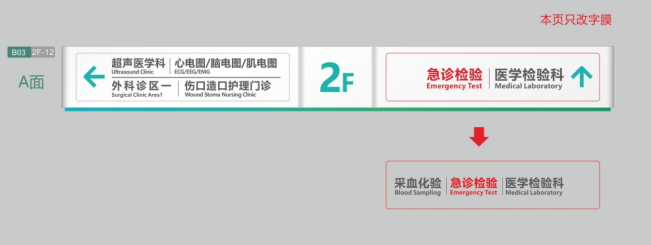 本页只改字膜
B03 2F-12
A面
超声医学科 心电图/脑电图/肌电图
Ultrasound Clinic ECG/EEG/EMG
外科诊区一 伤口造口护理门诊
Surgical Clinic Area1 Wound Stoma Nursing Clinic
2F
急诊检验 医学检验科
Emergency Test Medical Laboratory
采血化验 急诊检验 医学检验科
Blood Sampling Emergency Test Medical Laboratory